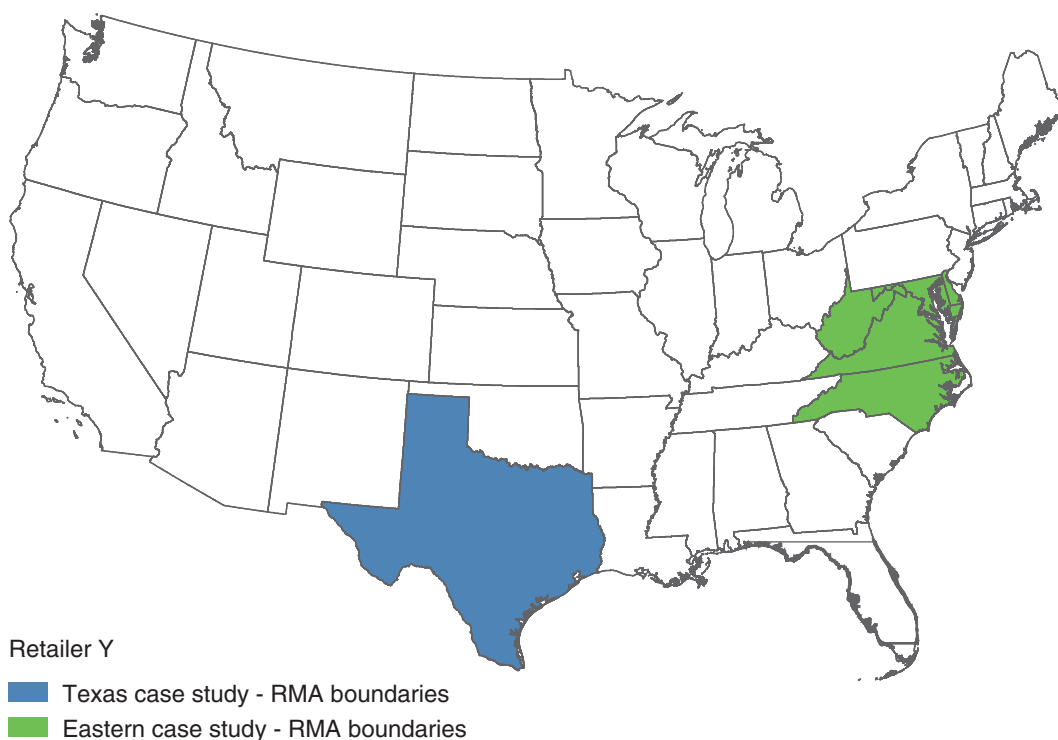 Retailer Y
Texas case study - RMA boundaries
Eastern case study - RMA boundaries